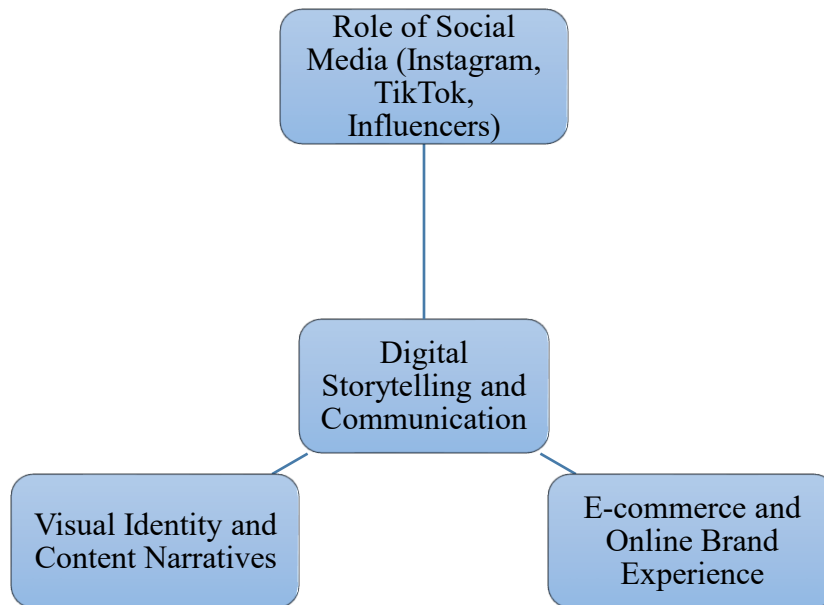 Role of Social
Media (Instagram,
TikTok,
Influencers)
Digital
Storytelling and
Communication
Visual Identity and
Content Narratives
E-commerce and
Online Brand
Experience